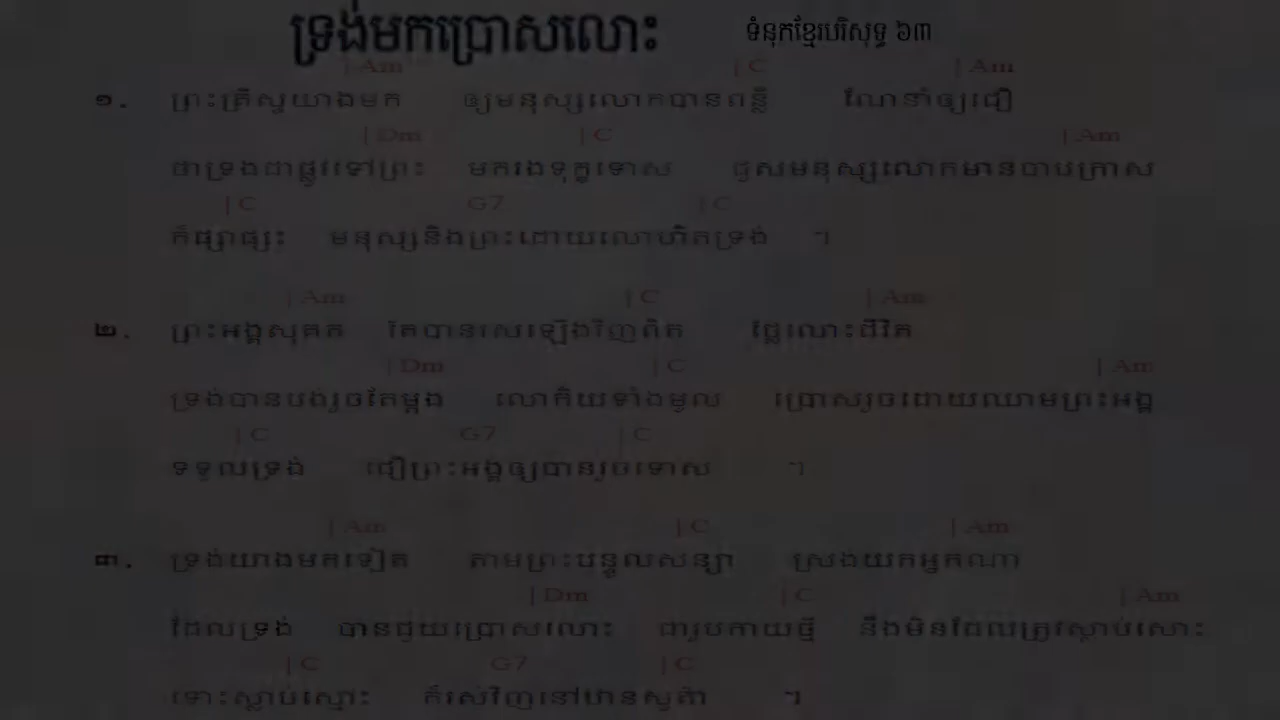 ទ្រង់មកប្រោសលោះ ទំនុកខ្មែរបរិសុទ្ធ ៦៣
| Am | C | Am
១. ព្រះគ្រីស្ទយាងមក ឲ្យមនុស្សលោកបានពន្លឺ ណែនាំឲ្យជឿ
| Dm | C | Am
ថាទ្រង់ជាផ្លូវទៅព្រះ មករងទុក្ខទោស ជួសមនុស្សលោកមានបាបក្រាស
| C G7 | C
ក៏ផ្សាផ្សះ មនុស្សនិងព្រះដោយលោហិតទ្រង់ ។
| Am | C | Am
២. ព្រះអង្គសុគត តែបានរសឡើងវិញពិត ថ្លៃលោះជីវិត
| Dm | C | Am
ទ្រង់បានបង់រួចតែម្ដង លោកិយទាំងមូល ប្រោសរួចដោយឈាមព្រះអង្គ
| C G7 | C
ទទួលទ្រង់ ជឿព្រះអង្គឲ្យបានរួចទោស ។
| Am | C | Am
៣. ទ្រង់យាងមកទៀត តាមព្រះបន្ទូលសន្យា ស្រង់យកអ្នកណា
| Dm | C | Am
ដែលទ្រង់ បានជួយប្រោសលោះ ជារូបកាយថ្មី នឹងមិនដែលត្រូវស្លាប់សោះ
| C G7 | C
ទោះស្លាប់ស្មោះ ក៏រស់វិញនៅឋានសួគ៌ា ។